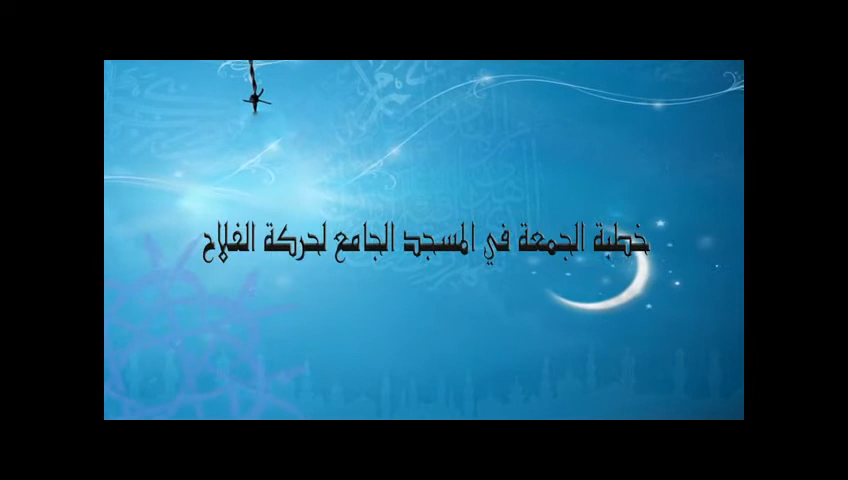 خطبة الجمعة في المسجد الجامع لحركة الفلاح